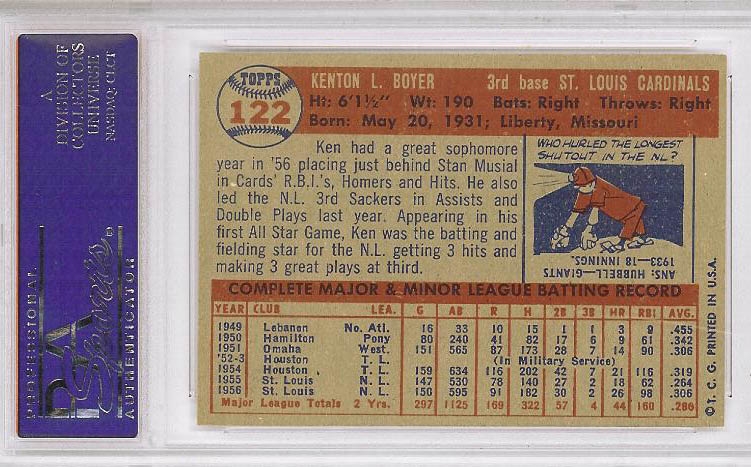 A
DIVISION OF
COLLECTORS
UNIVERSE
NASDAQ: CLCT
PROFESSIONAL
PSA
Sports
AUTHENTICATOR
TOPPS
122
KENTON L. BOYER 3rd base ST. LOUIS CARDINALS
Ht: 6'1½" Wt: 190 Bats: Right Throws: Right
Born: May 20, 1931; Liberty, Missouri
Ken had a great sophomore
year in '56 placing just behind Stan Musial
in Cards' R.B.I.'s, Homers and Hits. He also
led the N.L. 3rd Sackers in Assists and
Double Plays last year. Appearing in his
first All Star Game, Ken was the batting and
fielding star for the N.L. getting 3 hits and
making 3 great plays at third.
WHO HURLED THE LONGEST
SHUTOUT IN THE NL?
ANS: HUBBELL-GIANTS
1933-18 INNINGS.
COMPLETE MAJOR & MINOR LEAGUE BATTING RECORD
YEAR CLUB LEA. G AB R H 2B 3B HR RBI AVG.
1949 Lebanen No. Atl. 16 33 10 15 1 1 3 9 .455
1950 Hamilton Pony 80 240 41 82 17 6 9 61 .342
1951 Omaha West. 151 565 87 173 28 7 14 90 .306
'52-3 Houston (In Military Service)
1954 Houston T. L. 159 634 116 202 42 7 21 116 .319
1955 St. Louis N. L. 147 530 78 140 27 2 18 62 .264
1956 St. Louis N. L. 150 595 91 182 30 2 26 98 .306
Major League Totals 2 Yrs. 297 1125 169 322 57 4 44 160 .286
© T. C. G. PRINTED IN U.S.A.